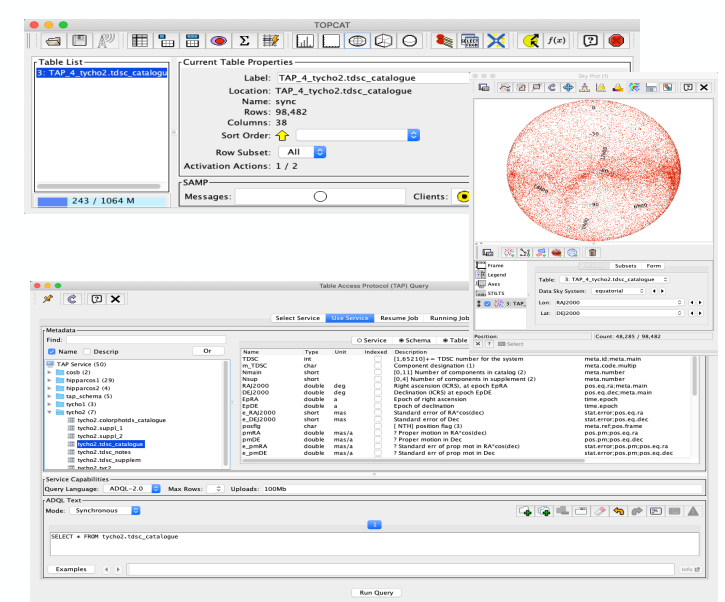 TOPCAT
f(x)
Table List
3: TAP_4_tycho2.tdsc_catalogu
243 / 1064 M
Current Table Properties
Label: TAP_4_tycho2.tdsc_catalogue
Location: TAP_4_tycho2.tdsc_catalogue
Name: sync
Rows: 98,482
Columns: 38
Sort Order:
Row Subset: All
Activation Actions: 1 / 2
SAMP
Messages:
Clients:
Sky Plot (1)
Frame
Legend
Axes
STILTS
3: TAP_
Subsets Form
Table: 3: TAP_4_tycho2.tdsc_catalogue
Data Sky System: equatorial
Lon: RAJ2000
Lat: DEJ2000
Position:
Count: 48,285 / 98,482
Select
Table Access Protocol (TAP) Query
Select Service Use Service Resume Job Running Job
Metadata
Find:
Name Descrip Or
TAP Service (50)
cosb (2)
hipparcos1 (29)
hipparcos2 (4)
tap_schema (5)
tycho1 (3)
tycho2 (7)
tycho2.colorphotds_catalogue
tycho2.suppl_1
tycho2.suppl_2
tycho2.tdsc_catalogue
tycho2.tdsc_notes
tycho2.tdsc_supplem
tycho2.tyc2
Service Schema Table
Name Type Unit Indexed Description
TDSC int [1,65210]+= TDSC number for the system meta.id;meta.main
m_TDSC char Component designation (1) meta.code.multip
Nmain short [0,11] Number of components in catalog (2) meta.number
Nsup short [0,4] Number of components in supplement (2) meta.number
RAJ2000 double deg Right ascension (ICRS), at epoch EpRA pos.eq.ra;meta.main
DEJ2000 double deg Declination (ICRS) at epoch EpDE pos.eq.dec;meta.main
EpRA double a Epoch of right ascension time.epoch
EpDE double a Epoch of declination time.epoch
e_RAJ2000 short mas Standard error of RA*cos(dec) stat.error;pos.eq.ra
e_DEJ2000 short mas Standard error of Dec stat.error;pos.eq.dec
posflg char [ NTH] position flag (3) meta.ref;pos.frame
pmRA double mas/a ? Proper motion in RA*cos(dec) pos.pm;pos.eq.ra
pmDE double mas/a ? Proper motion in Dec pos.pm;pos.eq.dec
e_pmRA double mas/a ? Standard err of prop mot in RA*cos(dec) stat.error;pos.pm;pos.eq.ra
e_pmDE double mas/a ? Standard err of prop mot in Dec stat.error;pos.pm;pos.eq.dec
Service Capabilities
Query Language: ADQL-2.0 Max Rows: Uploads: 100Mb
ADQL Text
Mode: Synchronous
1
SELECT * FROM tycho2.tdsc_catalogue
Examples
Info
Run Query